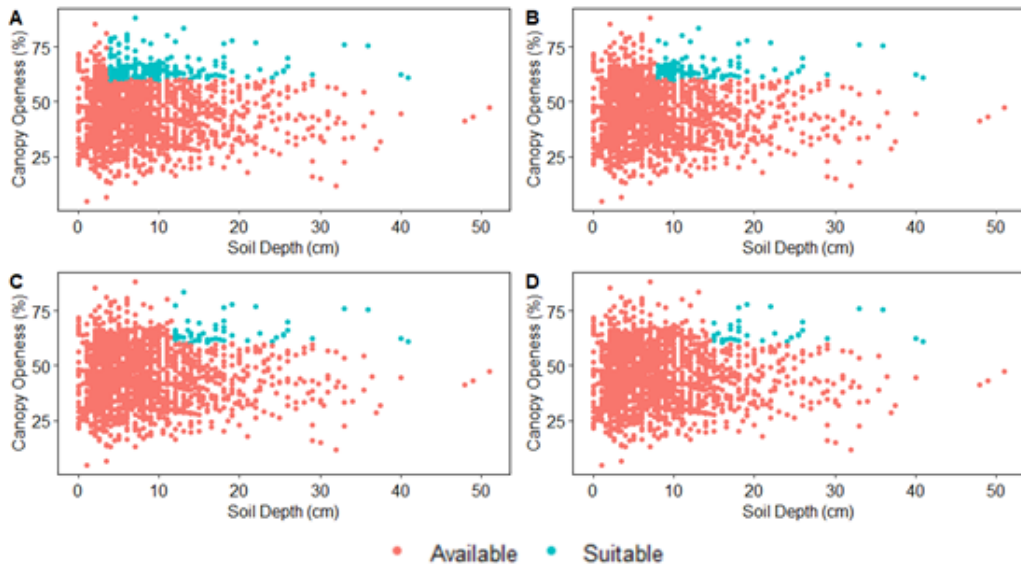 A
B
75
50
25
Canopy Openess (%)
0 10 20 30 40 50
Soil Depth (cm)
75
50
25
Canopy Openess (%)
0 10 20 30 40 50
Soil Depth (cm)
C
D
75
50
25
Canopy Openess (%)
0 10 20 30 40 50
Soil Depth (cm)
75
50
25
Canopy Openess (%)
0 10 20 30 40 50
Soil Depth (cm)
Available Suitable